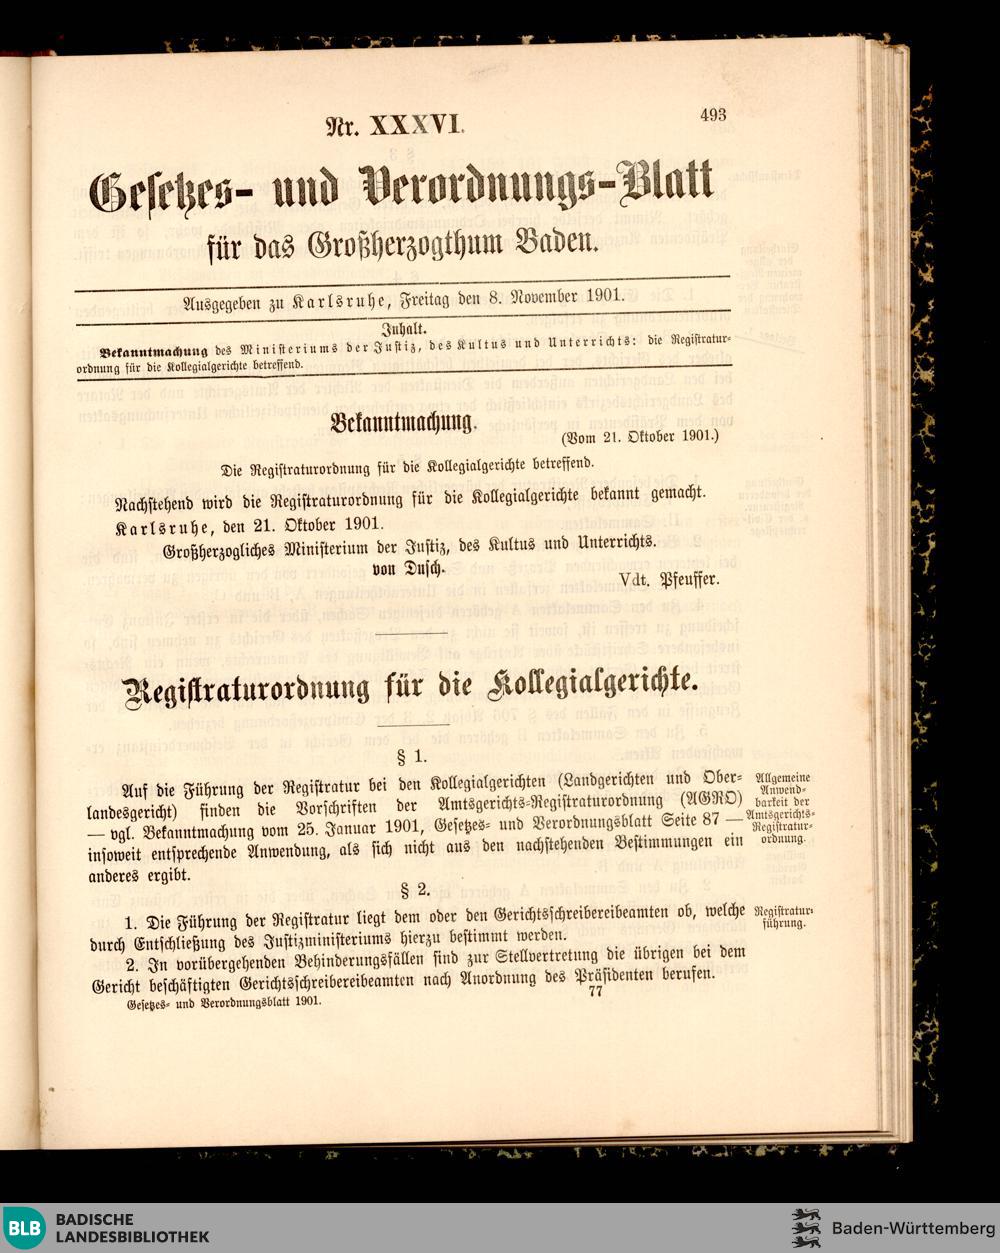 493
Nr. XXXVI.
Gesetzes- und Verordnungs-Blatt
für das Großherzogthum Baden.
Ausgegeben zu Karlsruhe, Freitag den 8. November 1901.
Inhalt.
Bekanntmachung des Ministeriums der Justiz, des Kultus und Unterrichts: die Registratur-
ordnung für die Kollegialgerichte betreffend.
Bekanntmachung.
(Vom 21. Oktober 1901.)
Die Registraturordnung für die Kollegialgerichte betreffend.
Nachstehend wird die Registraturordnung für die Kollegialgerichte bekannt gemacht.
Karlsruhe, den 21. Oktober 1901.
Großherzogliches Ministerium der Justiz, des Kultus und Unterrichts.
von Dusch.
Vdt. Pfeuffer.
Registraturordnung für die Kollegialgerichte.
§ 1.
Auf die Führung der Registratur bei den Kollegialgerichten (Landgerichten und Ober-
landesgericht) finden die Vorschriften der Amtsgerichts-Registraturordnung (AGRO)
— vgl. Bekanntmachung vom 25. Januar 1901, Gesetzes- und Verordnungsblatt Seite 87 —
insoweit entsprechende Anwendung, als sich nicht aus den nachstehenden Bestimmungen ein
anderes ergibt.
Allgemeine
Anwend-
barkeit der
Amtsgerichts-
Registratur-
ordnung.
§ 2.
1. Die Führung der Registratur liegt dem oder den Gerichtsschreibereibeamten ob, welche
durch Entschließung des Justizministeriums hierzu bestimmt werden.
2. In vorübergehenden Behinderungsfällen sind zur Stellvertretung die übrigen bei dem
Gericht beschäftigten Gerichtsschreibereibeamten nach Anordnung des Präsidenten berufen.
Registratur-
führung.
Gesetzes- und Verordnungsblatt 1901.
77
BLB
BADISCHE
LANDESBIBLIOTHEK
Baden-Württemberg